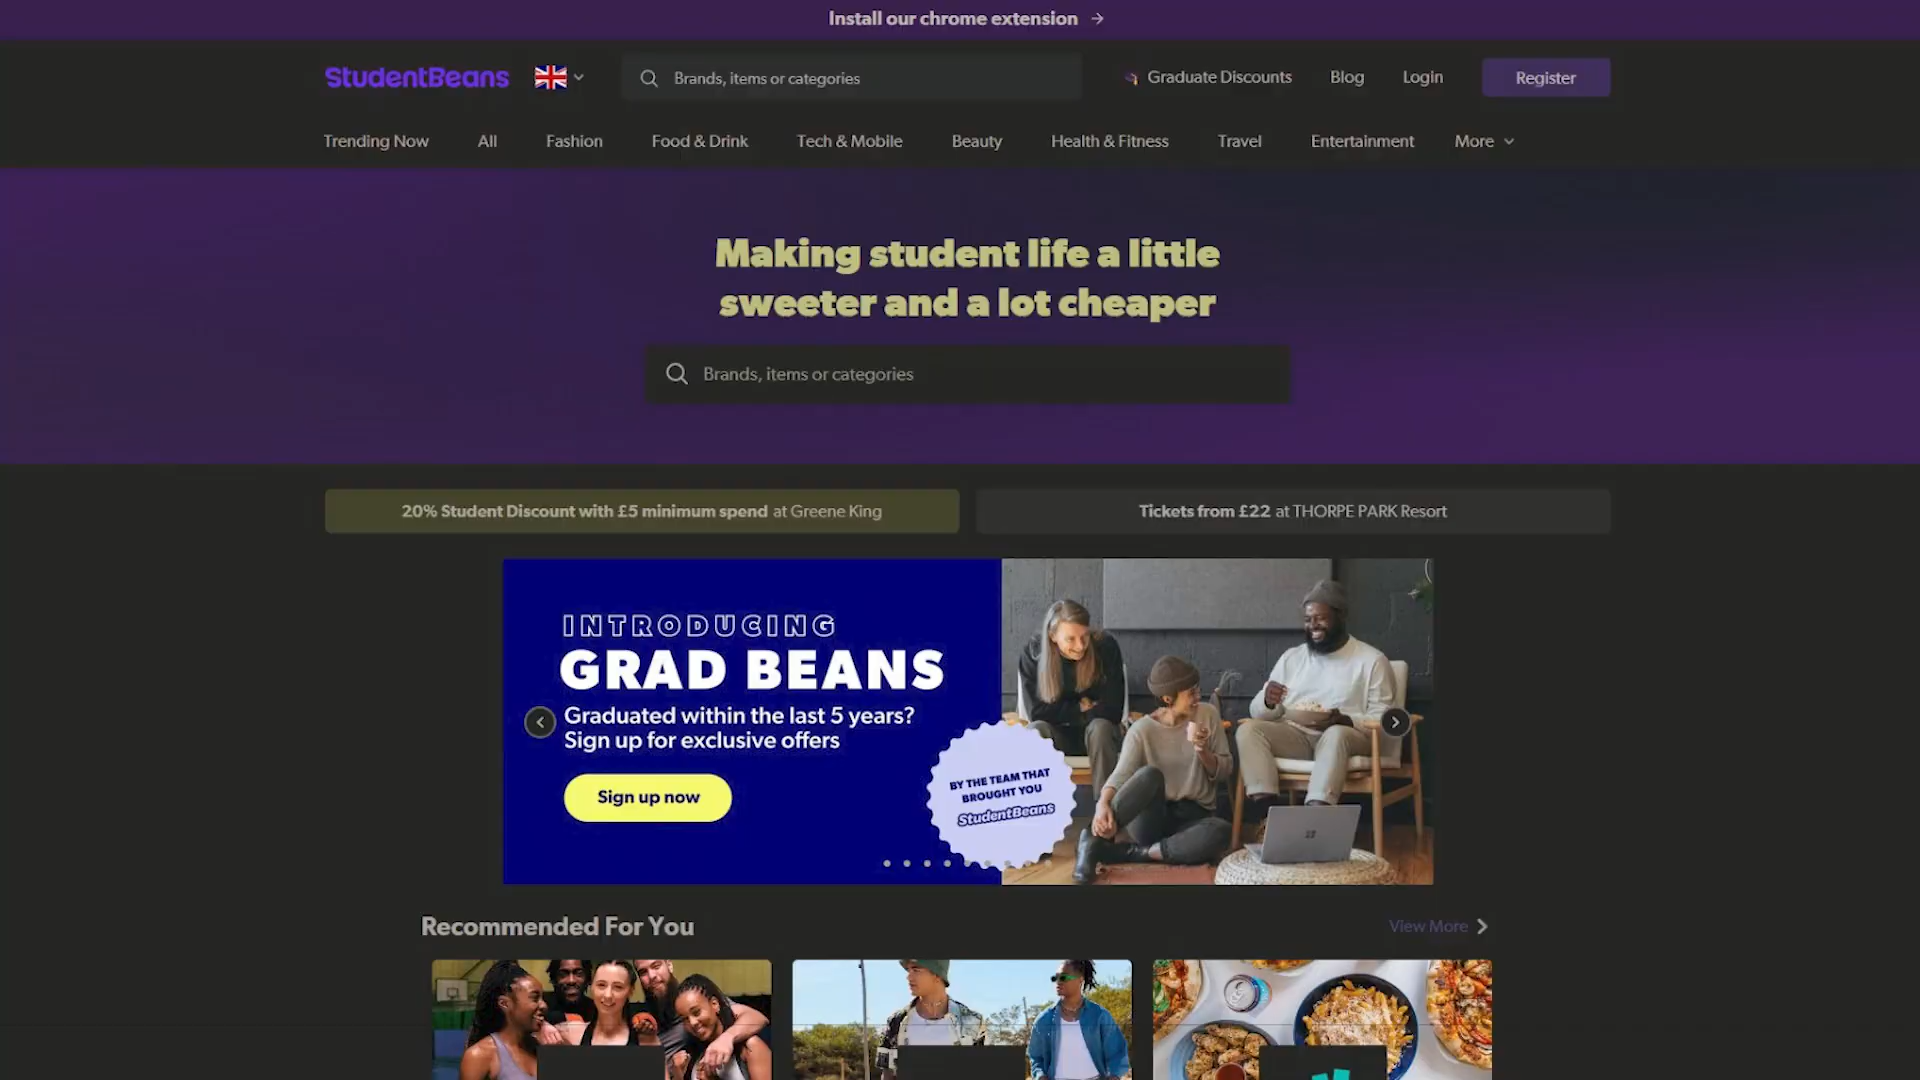 Install our chrome extension
StudentBeans
Brands, items or categories
Graduate Discounts
Blog
Login
Register
Trending Now
All
Fashion
Food & Drink
Tech & Mobile
Beauty
Health & Fitness
Travel
Entertainment
More
Making student life a little
sweeter and a lot cheaper
Brands, items or categories
20% Student Discount with £5 minimum spend at Greene King
Tickets from £22 at THORPE PARK Resort
INTRODUCING
GRAD BEANS
Graduated within the last 5 years?
Sign up for exclusive offers
Sign up now
BY THE TEAM THAT
BROUGHT YOU
StudentBeans
Recommended For You
View More